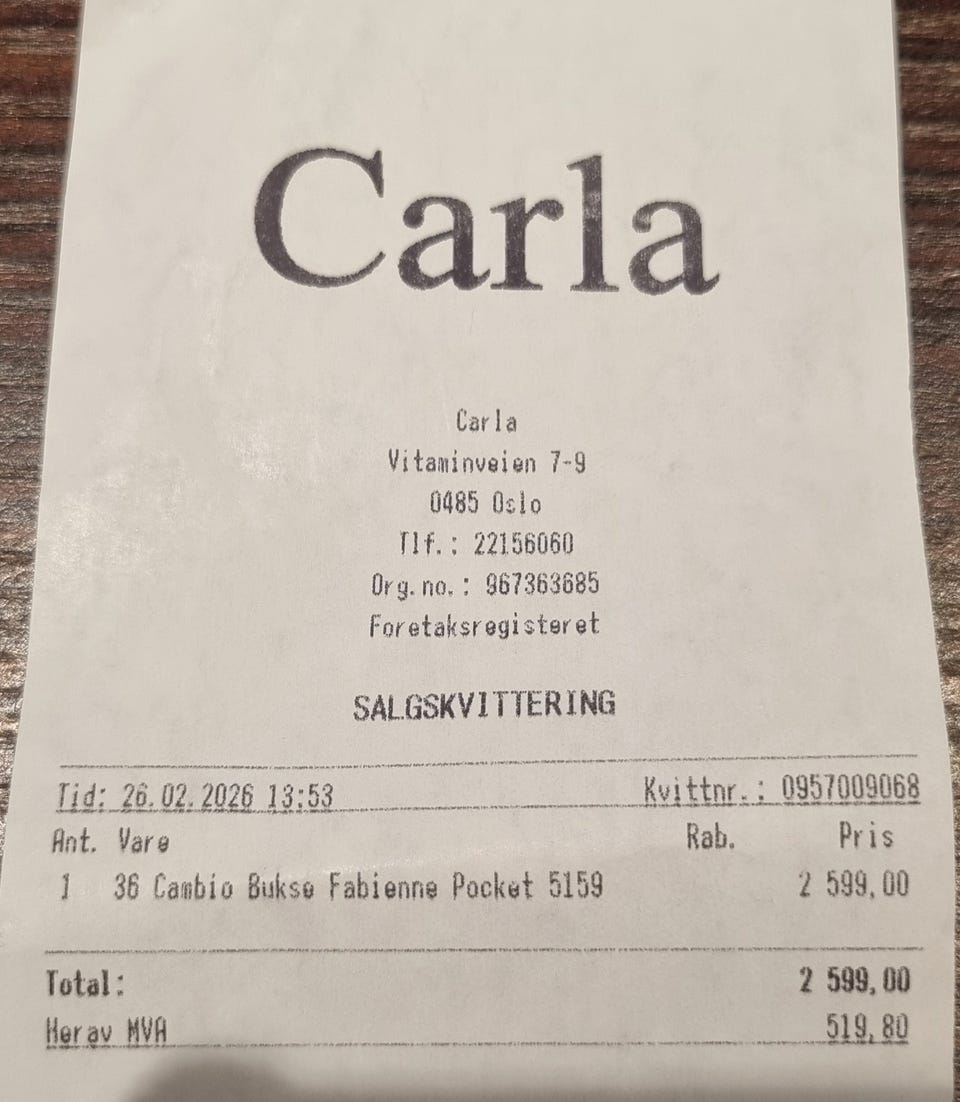 Carla
Carla
Vitaminveien 7-9
0485 Oslo
Tlf.: 22156060
Org.no.: 967363685
Foretaksregisteret
SALGSKVITTERING
Tid: 26.02.2026 13:53 Kvittnr.: 0957009068
Ant. Vare Rab. Pris
1 36 Cambio Bukse Fabienne Pocket 5159 2 599,00
Total: 2 599,00
Herav MVA 519,80